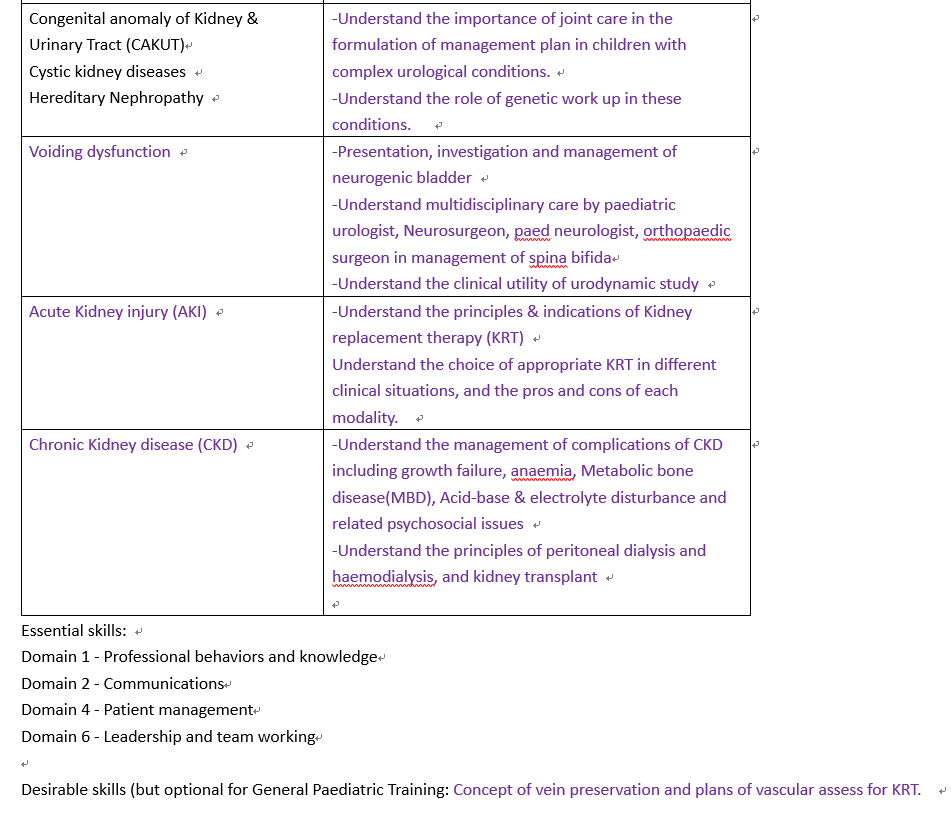 Congenital anomaly of Kidney &
Urinary Tract (CAKUT)
Cystic kidney diseases
Hereditary Nephropathy
-Understand the importance of joint care in the
formulation of management plan in children with
complex urological conditions.
-Understand the role of genetic work up in these
conditions.
Voiding dysfunction
-Presentation, investigation and management of
neurogenic bladder
-Understand multidisciplinary care by paediatric
urologist, Neurosurgeon, paed neurologist, orthopaedic
surgeon in management of spina bifida
-Understand the clinical utility of urodynamic study
Acute Kidney injury (AKI)
-Understand the principles & indications of Kidney
replacement therapy (KRT)
Understand the choice of appropriate KRT in different
clinical situations, and the pros and cons of each
modality.
Chronic Kidney disease (CKD)
-Understand the management of complications of CKD
including growth failure, anaemia, Metabolic bone
disease(MBD), Acid-base & electrolyte disturbance and
related psychosocial issues
-Understand the principles of peritoneal dialysis and
haemodialysis, and kidney transplant
Essential skills:
Domain 1 - Professional behaviors and knowledge
Domain 2 - Communications
Domain 4 - Patient management
Domain 6 - Leadership and team working
Desirable skills (but optional for General Paediatric Training: Concept of vein preservation and plans of vascular assess for KRT.